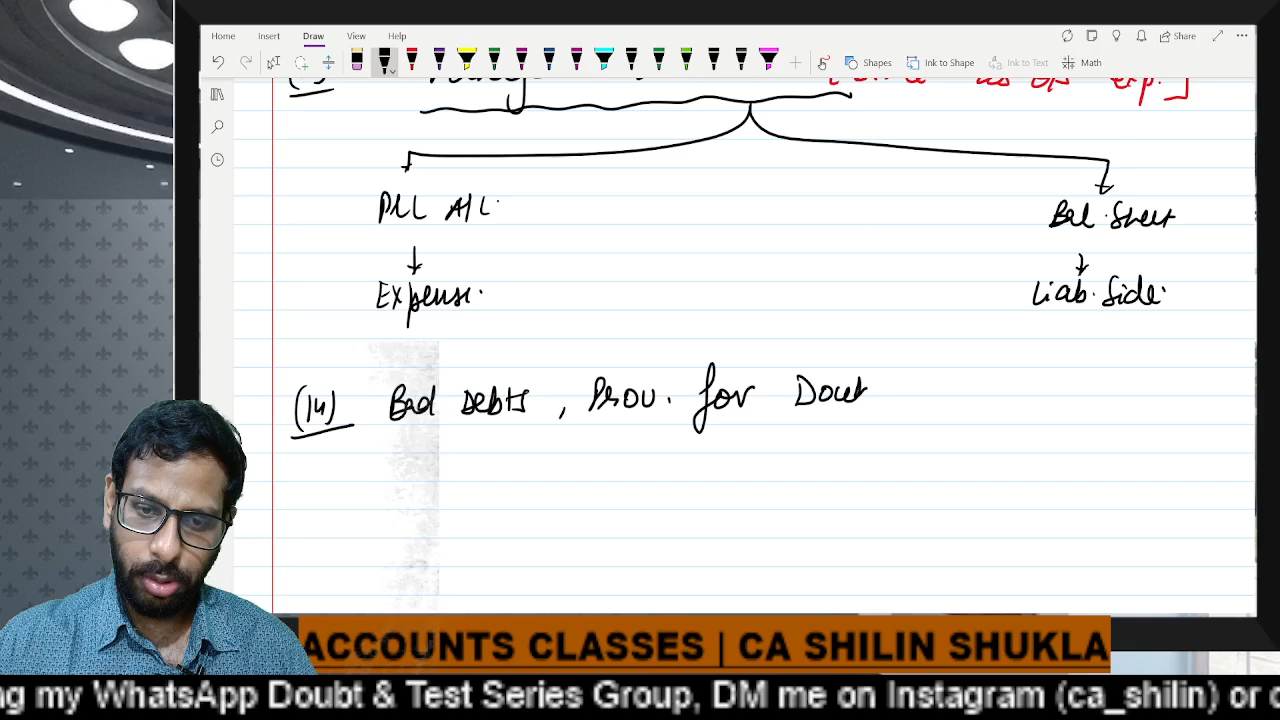 Home Insert Draw View Help Share
Shapes Ink to Shape Ink to Text Math
exp.]
P&L A/c. Bal. Sheet
Expense. Liab. Side.
(14) Bad Debts, Prov. for Doubt
ACCOUNTS CLASSES | CA SHILIN SHUKLA
ng my WhatsApp Doubt & Test Series Group, DM me on Instagram (ca_shilin) or c